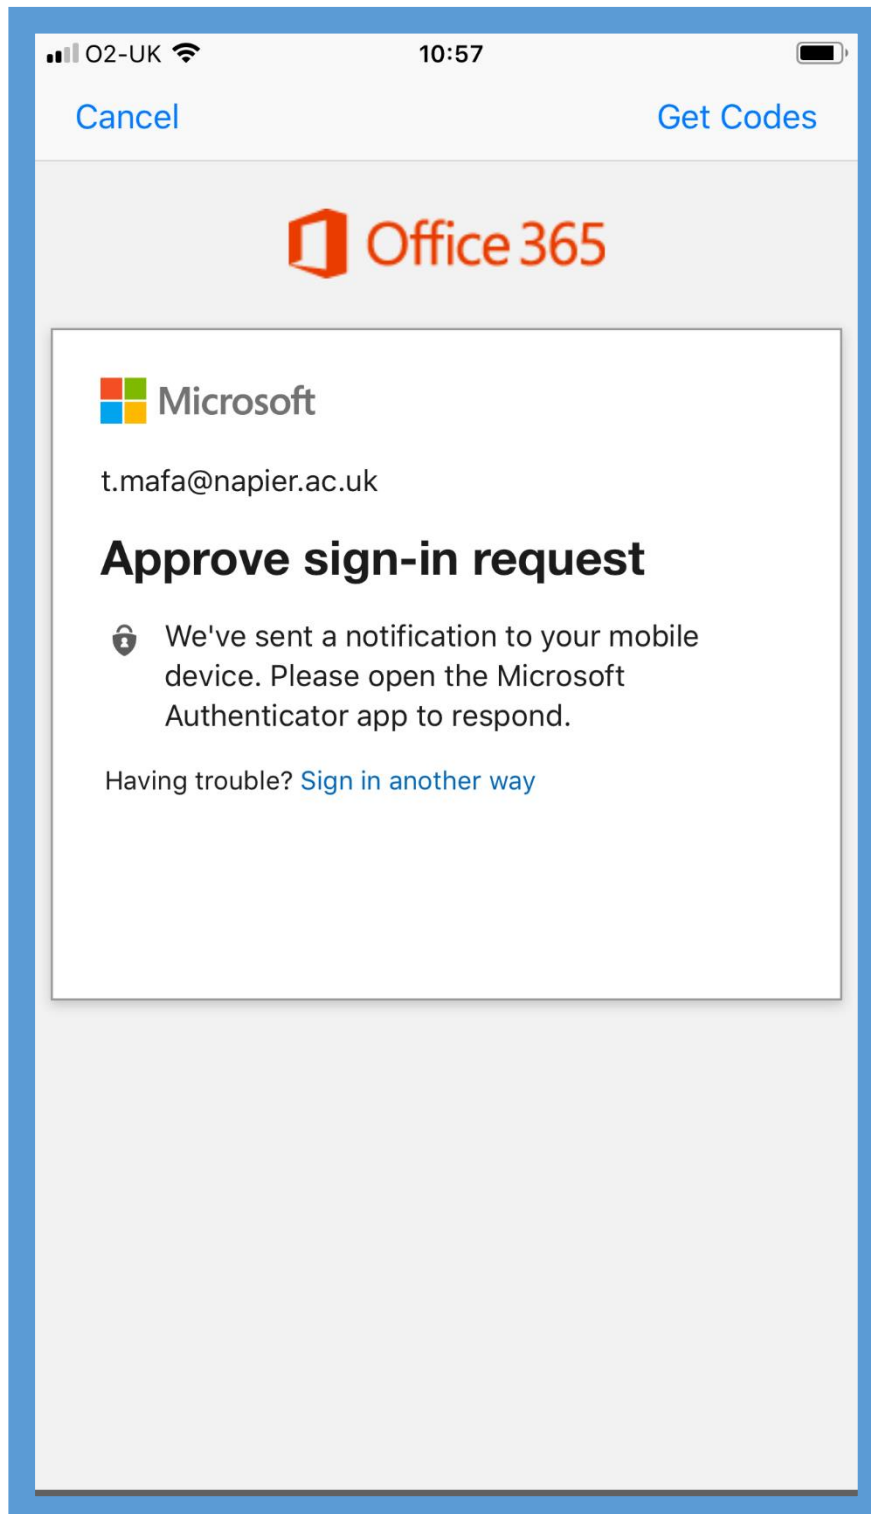 O2-UK 10:57
Cancel Get Codes
Office 365
Microsoft
t.mafa@napier.ac.uk
Approve sign-in request
We've sent a notification to your mobile
device. Please open the Microsoft
Authenticator app to respond.
Having trouble? Sign in another way